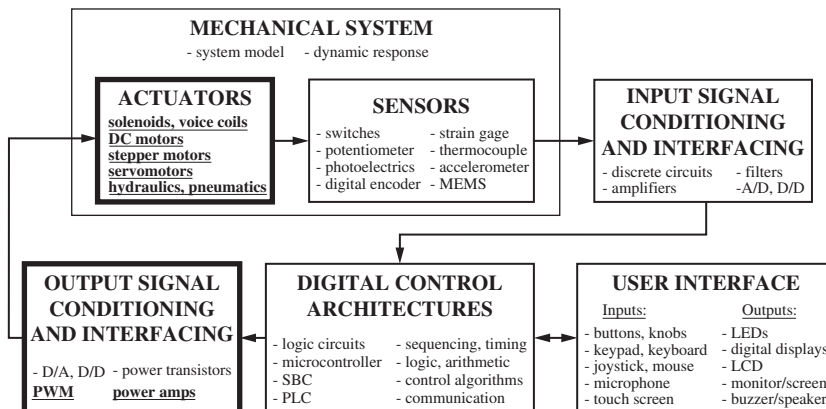 MECHANICAL SYSTEM
- system model - dynamic response
ACTUATORS
solenoids, voice coils
DC motors
stepper motors
servomotors
hydraulics, pneumatics
SENSORS
- switches
- potentiometer
- photoelectrics
- digital encoder
- strain gage
- thermocouple
- accelerometer
- MEMS
INPUT SIGNAL
CONDITIONING
AND INTERFACING
- discrete circuits
- amplifiers
- filters
-A/D, D/D
OUTPUT SIGNAL
CONDITIONING
AND INTERFACING
- D/A, D/D
PWM
- power transistors
power amps
DIGITAL CONTROL
ARCHITECTURES
- logic circuits
- microcontroller
- SBC
- PLC
- sequencing, timing
- logic, arithmetic
- control algorithms
- communication
USER INTERFACE
Inputs:
- buttons, knobs
- keypad, keyboard
- joystick, mouse
- microphone
- touch screen
Outputs:
- LEDs
- digital displays
- LCD
- monitor/screen
- buzzer/speaker